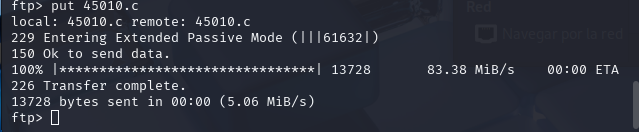 ftp> put 45010.c
local: 45010.c remote: 45010.c
229 Entering Extended Passive Mode (|||61632|)
150 Ok to send data.
100% |*********************************| 13728       83.38 MiB/s    00:00 ETA
226 Transfer complete.
13728 bytes sent in 00:00 (5.06 MiB/s)
ftp>
Red
Navegar por la red